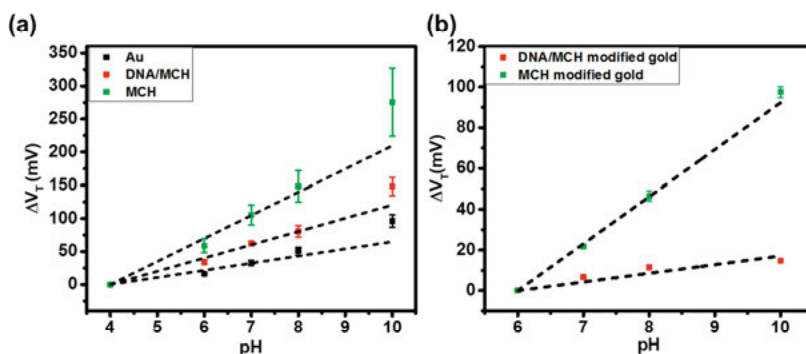 (a)
350
300
250
200
150
100
50
0
ΔV_T (mV)
Au
DNA/MCH
MCH
4 5 6 7 8 9 10
pH
(b)
120
100
80
60
40
20
0
ΔV_T(mV)
DNA/MCH modified gold
MCH modified gold
6 7 8 9 10
pH